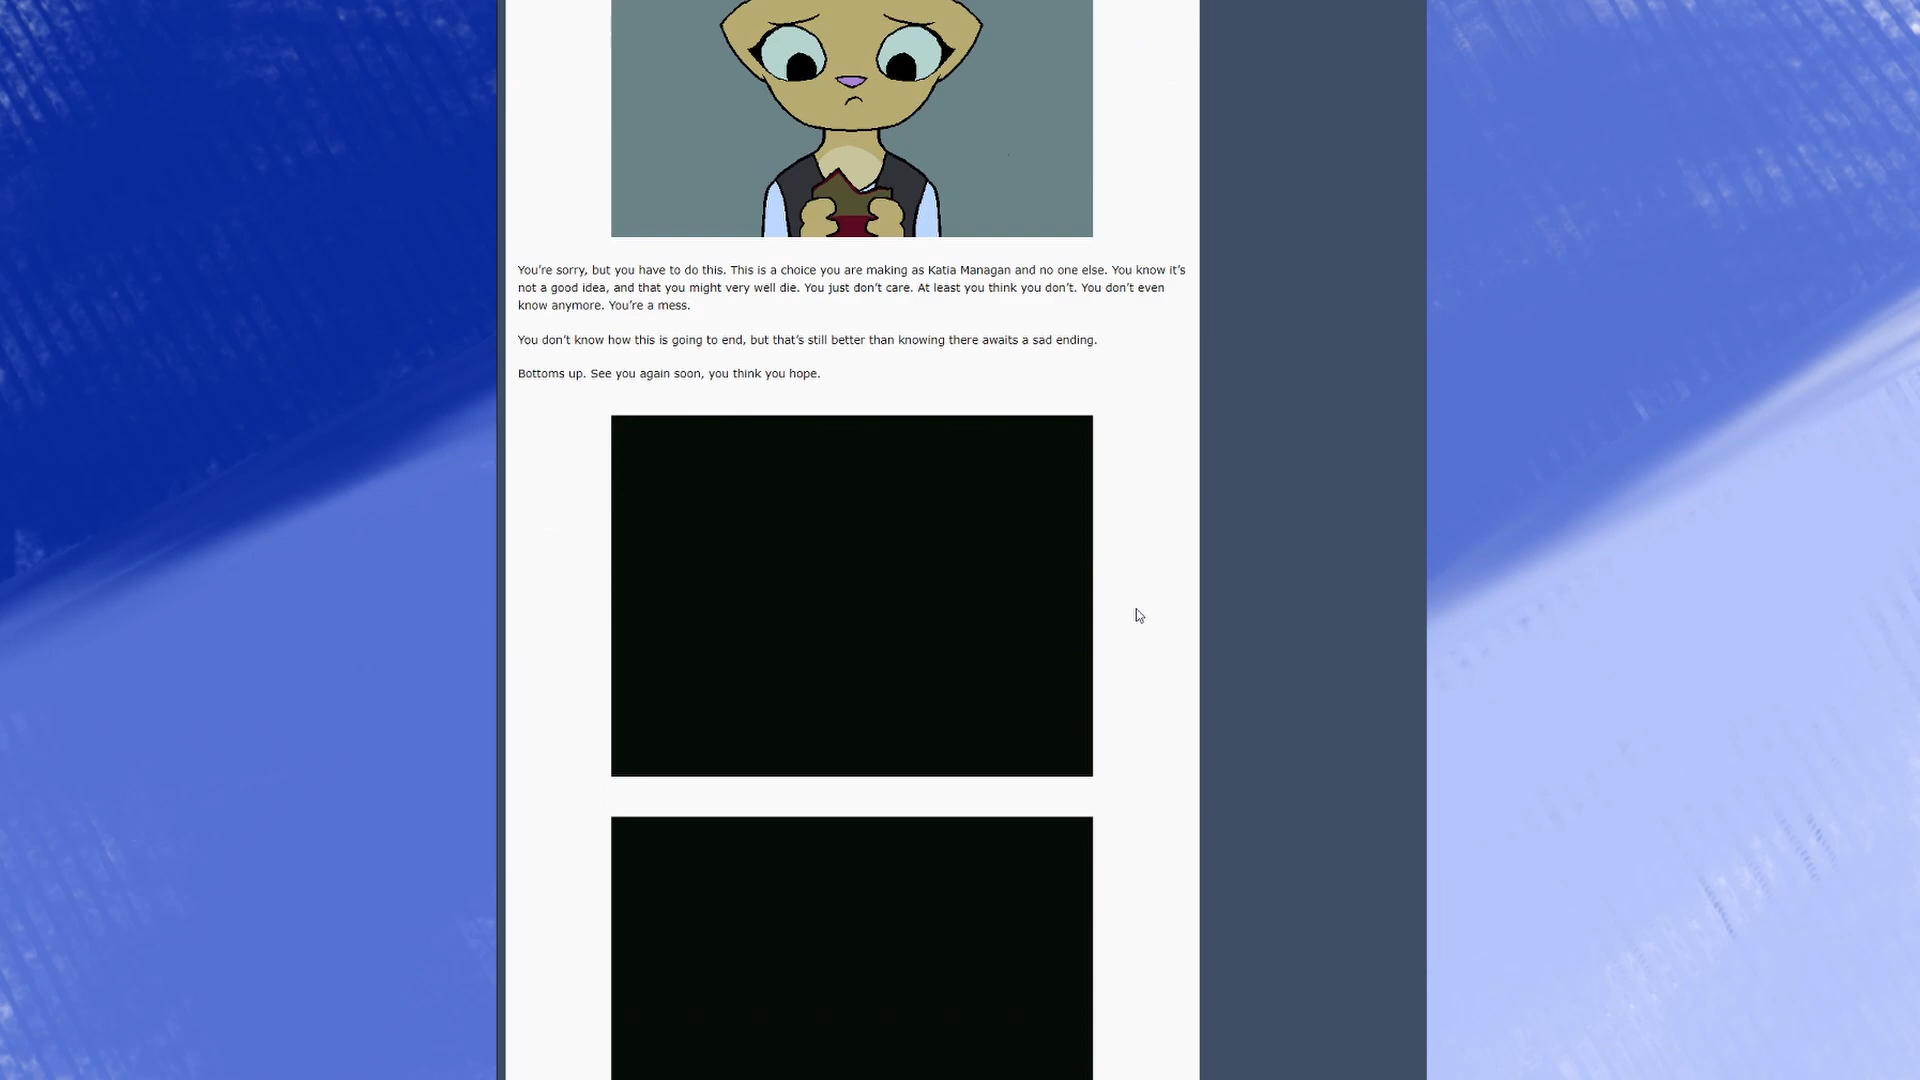 You’re sorry, but you have to do this. This is a choice you are making as Katia Managan and no one else. You know it’s
not a good idea, and that you might very well die. You just don’t care. At least you think you don’t. You don’t even
know anymore. You’re a mess.
You don’t know how this is going to end, but that’s still better than knowing there awaits a sad ending.
Bottoms up. See you again soon, you think you hope.